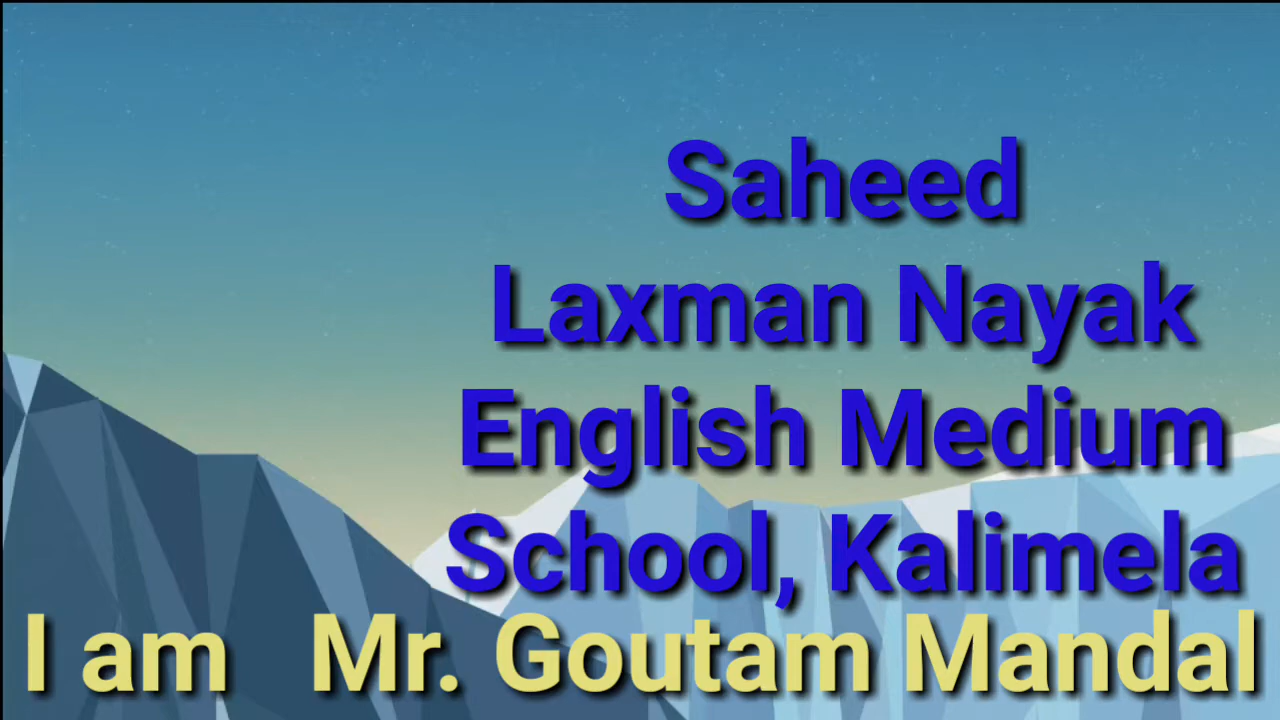 Saheed
Laxman Nayak
English Medium
School, Kalimela
I am Mr. Goutam Mandal